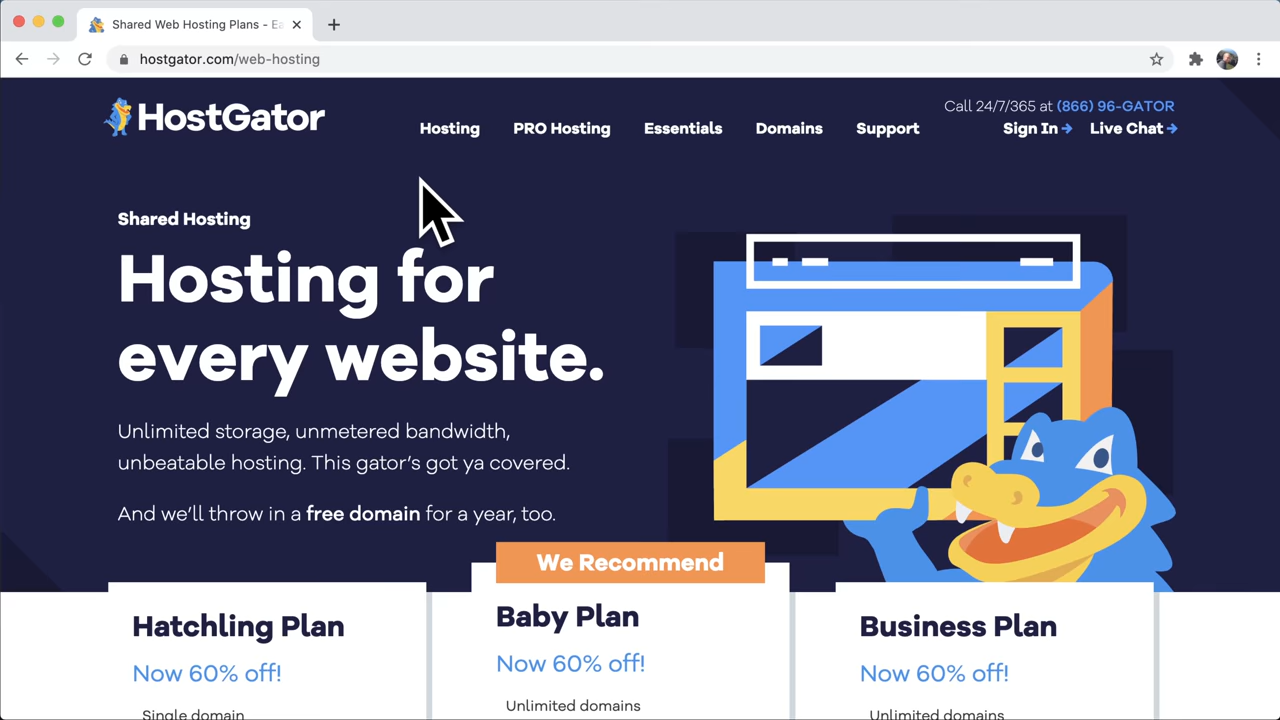 Shared Web Hosting Plans - Ea
hostgator.com/web-hosting
HostGator
Call 24/7/365 at (866) 96-GATOR
Hosting PRO Hosting Essentials Domains Support Sign In Live Chat
Shared Hosting
Hosting for
every website.
Unlimited storage, unmetered bandwidth,
unbeatable hosting. This gator's got ya covered.
And we'll throw in a free domain for a year, too.
We Recommend
Hatchling Plan
Now 60% off!
Single domain
Baby Plan
Now 60% off!
Unlimited domains
Business Plan
Now 60% off!
Unlimited domains